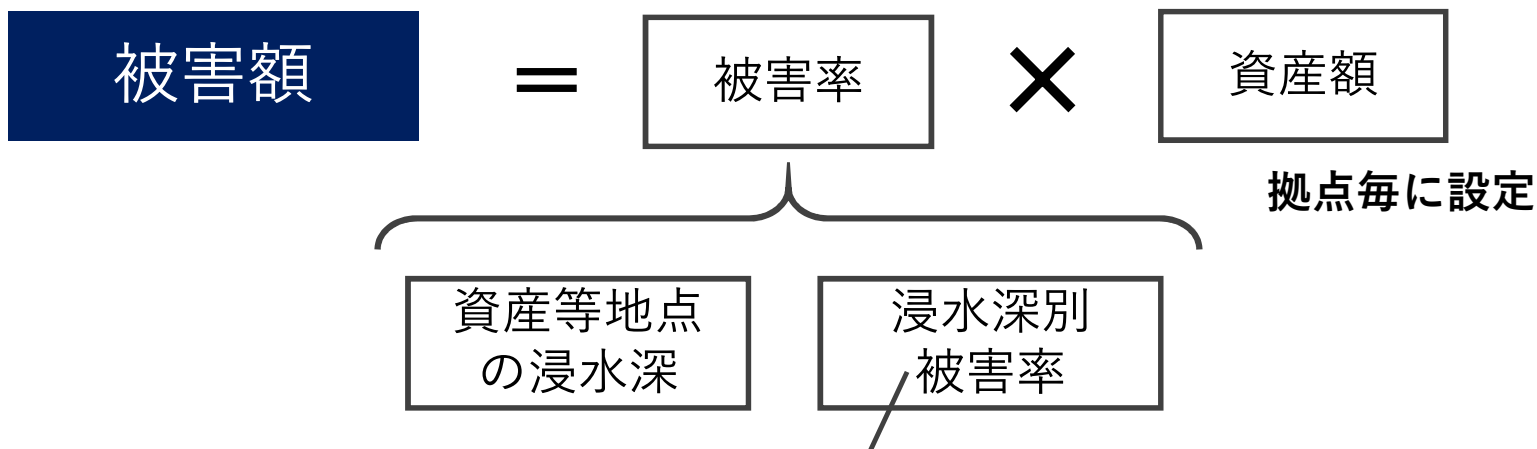 被害額 = 被害率 × 資産額
拠点毎に設定
資産等地点
の浸水深
浸水深別
被害率